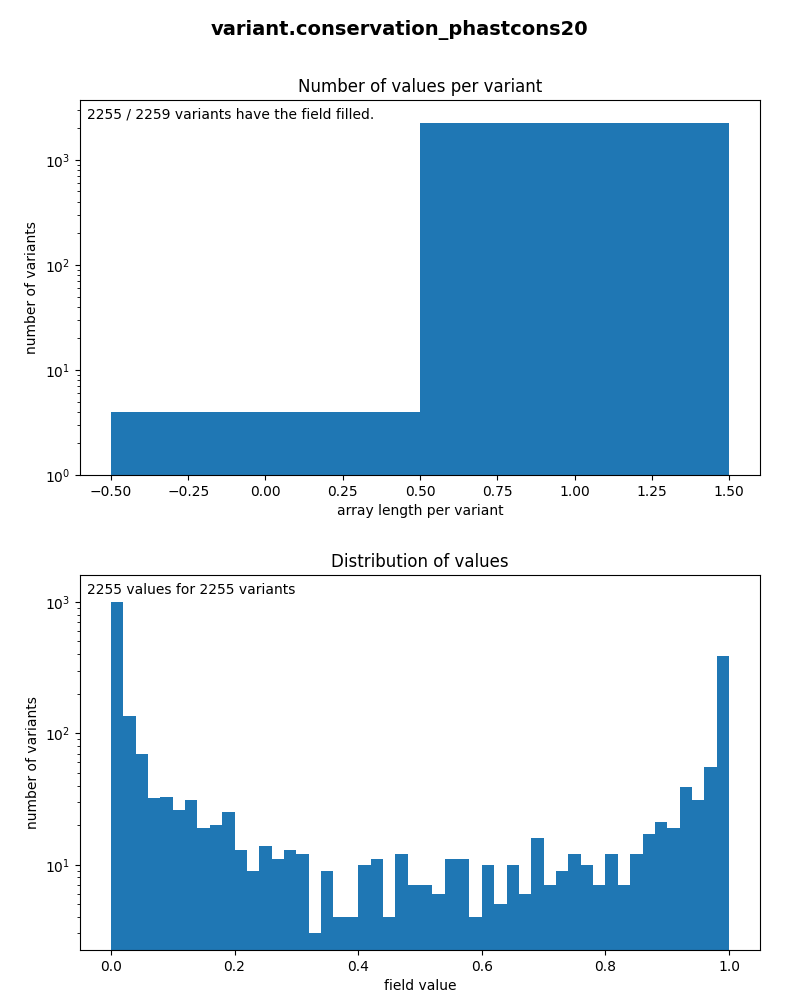 variant.conservation_phastcons20
Number of values per variant
2255 / 2259 variants have the field filled.
number of variants
10³
10²
10¹
10⁰
−0.50 −0.25 0.00 0.25 0.50 0.75 1.00 1.25 1.50
array length per variant
Distribution of values
2255 values for 2255 variants
number of variants
10³
10²
10¹
0.0 0.2 0.4 0.6 0.8 1.0
field value